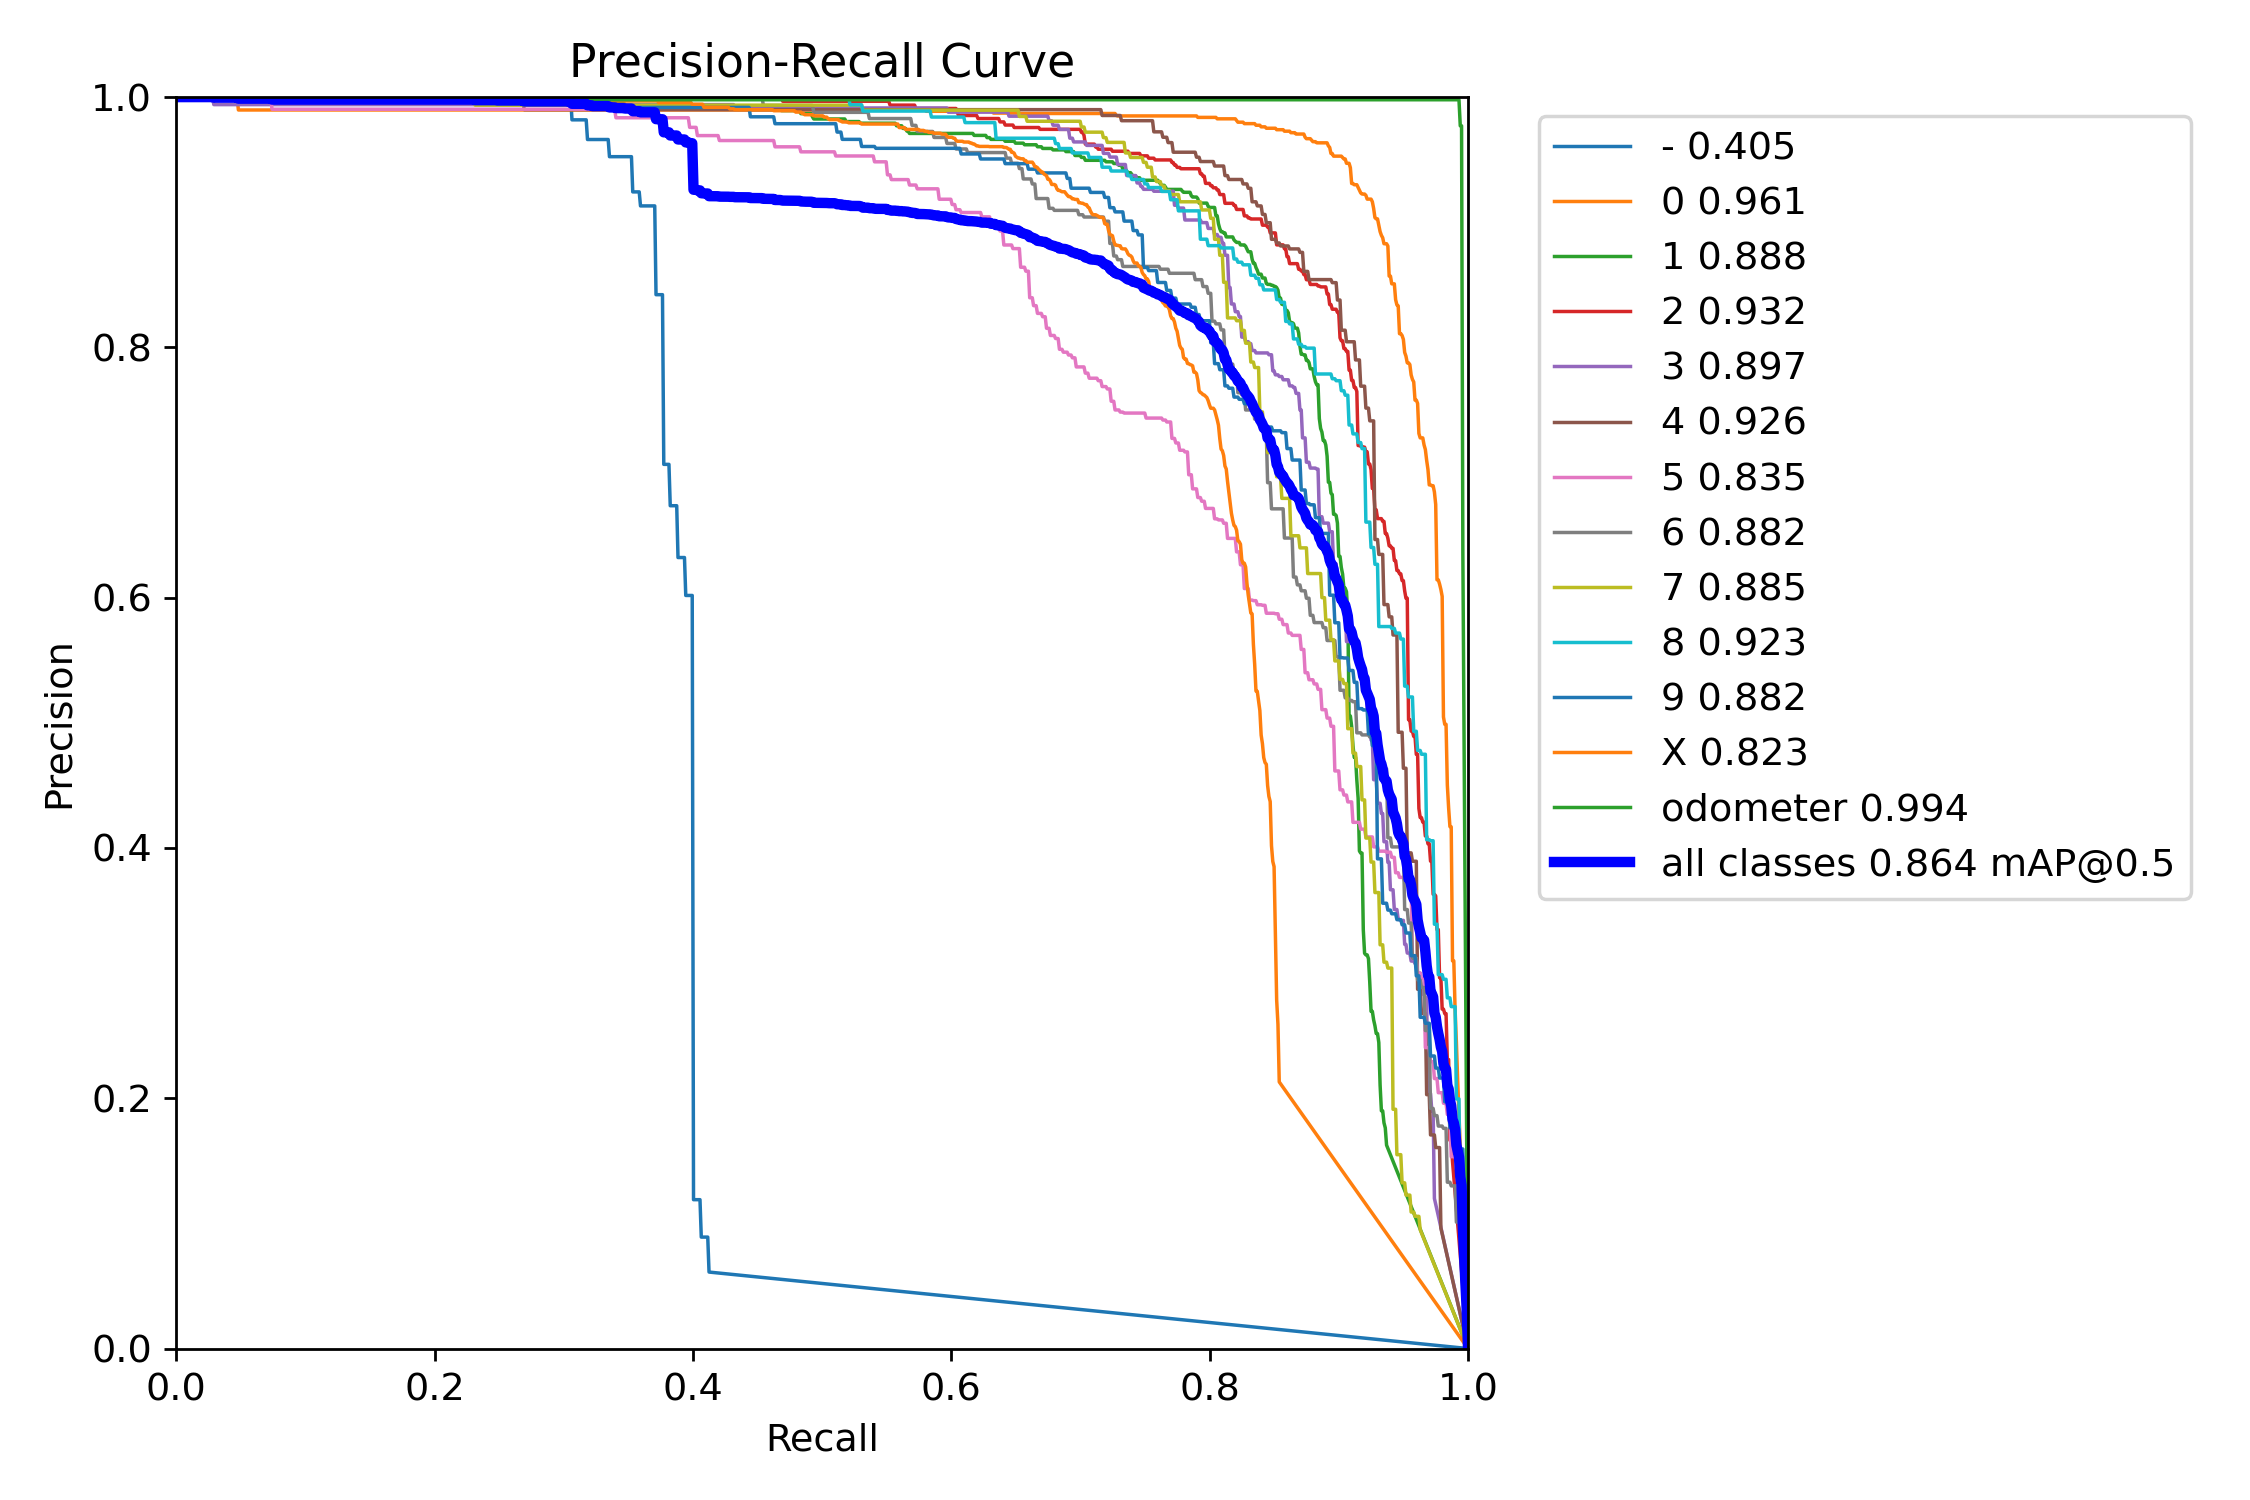 Precision-Recall Curve
1.0
0.8
0.6
0.4
0.2
0.0
Precision
0.0 0.2 0.4 0.6 0.8 1.0
Recall
- 0.405
0 0.961
1 0.888
2 0.932
3 0.897
4 0.926
5 0.835
6 0.882
7 0.885
8 0.923
9 0.882
X 0.823
odometer 0.994
all classes 0.864 mAP@0.5